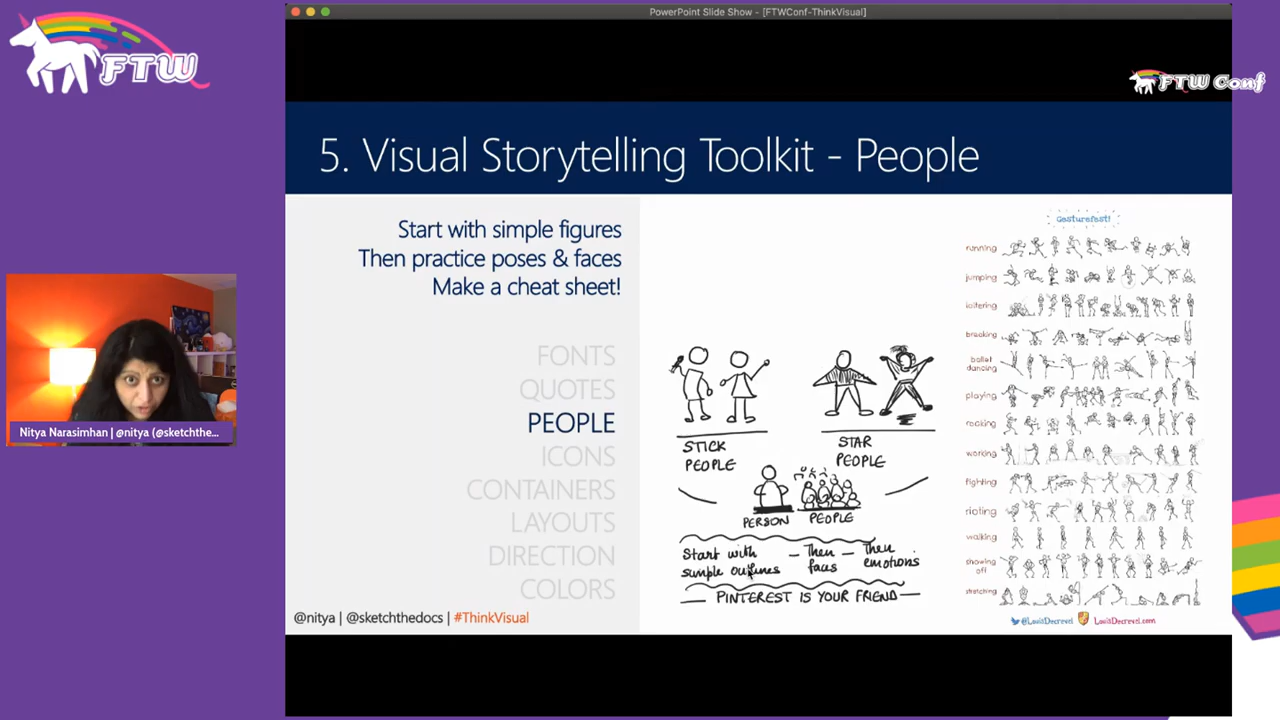 PowerPoint Slide Show - [FTWConf-ThinkVisual]
FTW
FTW Conf
5. Visual Storytelling Toolkit - People
Start with simple figures
Then practice poses & faces
Make a cheat sheet!
FONTS
QUOTES
PEOPLE
ICONS
CONTAINERS
LAYOUTS
DIRECTION
COLORS
@nitya | @sketchthedocs | #ThinkVisual
Nitya Narasimhan | @nitya (@sketchthe...
STICK
PEOPLE
STAR
PEOPLE
PERSON
PEOPLE
Start with
simple outlines
- Then -
faces
Then
emotions
PINTEREST IS YOUR FRIEND
Gesturefest!
running
jumping
loitering
breaking
ballet
dancing
playing
rocking
working
fighting
rioting
walking
showing
off
stretching
@LooitDecrevel
LooitDecrevel.com